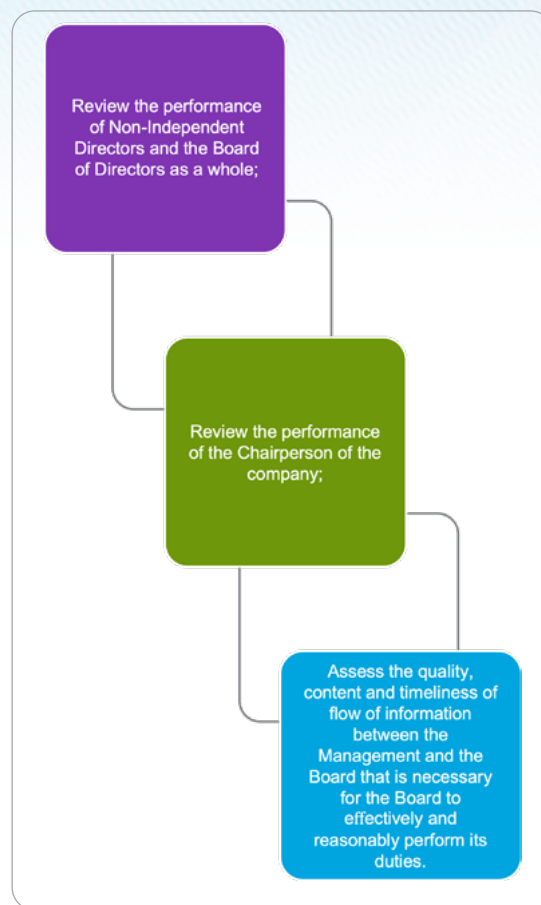 Review the performance
of Non-Independent
Directors and the Board
of Directors as a whole;
Review the performance
of the Chairperson of the
company;
Assess the quality,
content and timeliness of
flow of information
between the
Management and the
Board that is necessary
for the Board to
effectively and
reasonably perform its
duties.